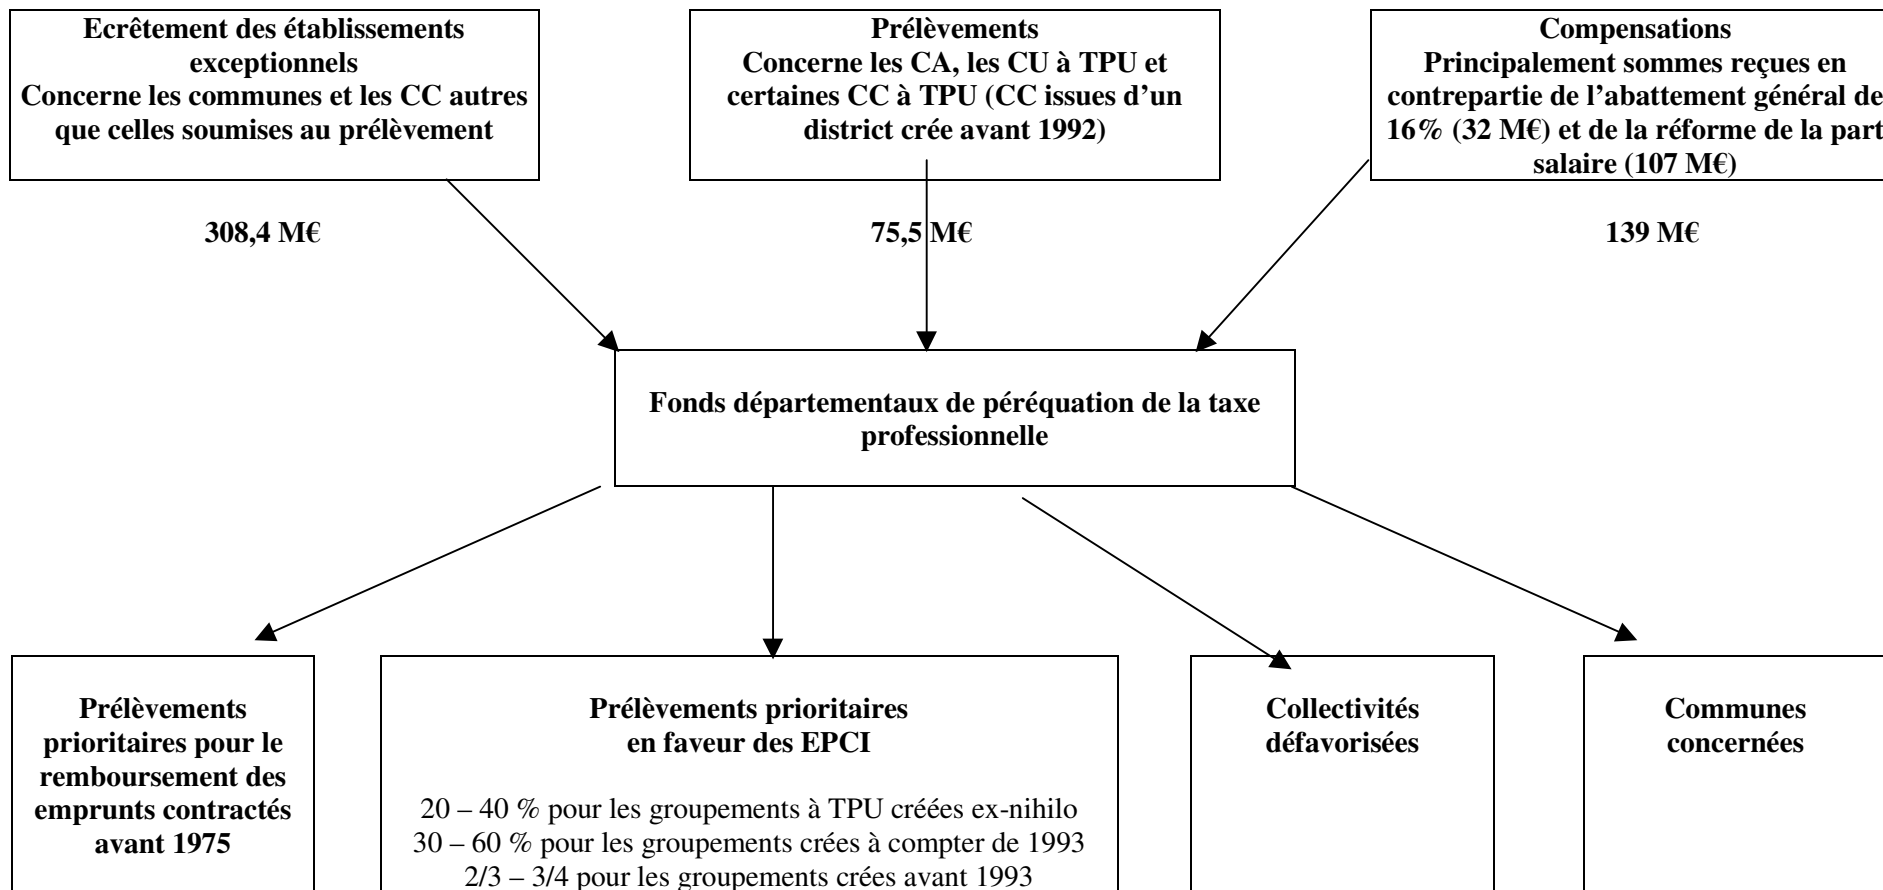 Ecrêtement des établissements
exceptionnels
Concerne les communes et les CC autres
que celles soumises au prélèvement
Prélèvements
Concerne les CA, les CU à TPU et
certaines CC à TPU (CC issues d’un
district crée avant 1992)
Compensations
Principalement sommes reçues en
contrepartie de l’abattement général de
16% (32 M€) et de la réforme de la part
salaire (107 M€)
308,4 M€
75,5 M€
139 M€
Fonds départementaux de péréquation de la taxe
professionnelle
Prélèvements
prioritaires pour le
remboursement des
emprunts contractés
avant 1975
Prélèvements prioritaires
en faveur des EPCI
20 – 40 % pour les groupements à TPU créées ex-nihilo
30 – 60 % pour les groupements crées à compter de 1993
2/3 – 3/4 pour les groupements crées avant 1993
Collectivités
défavorisées
Communes
concernées